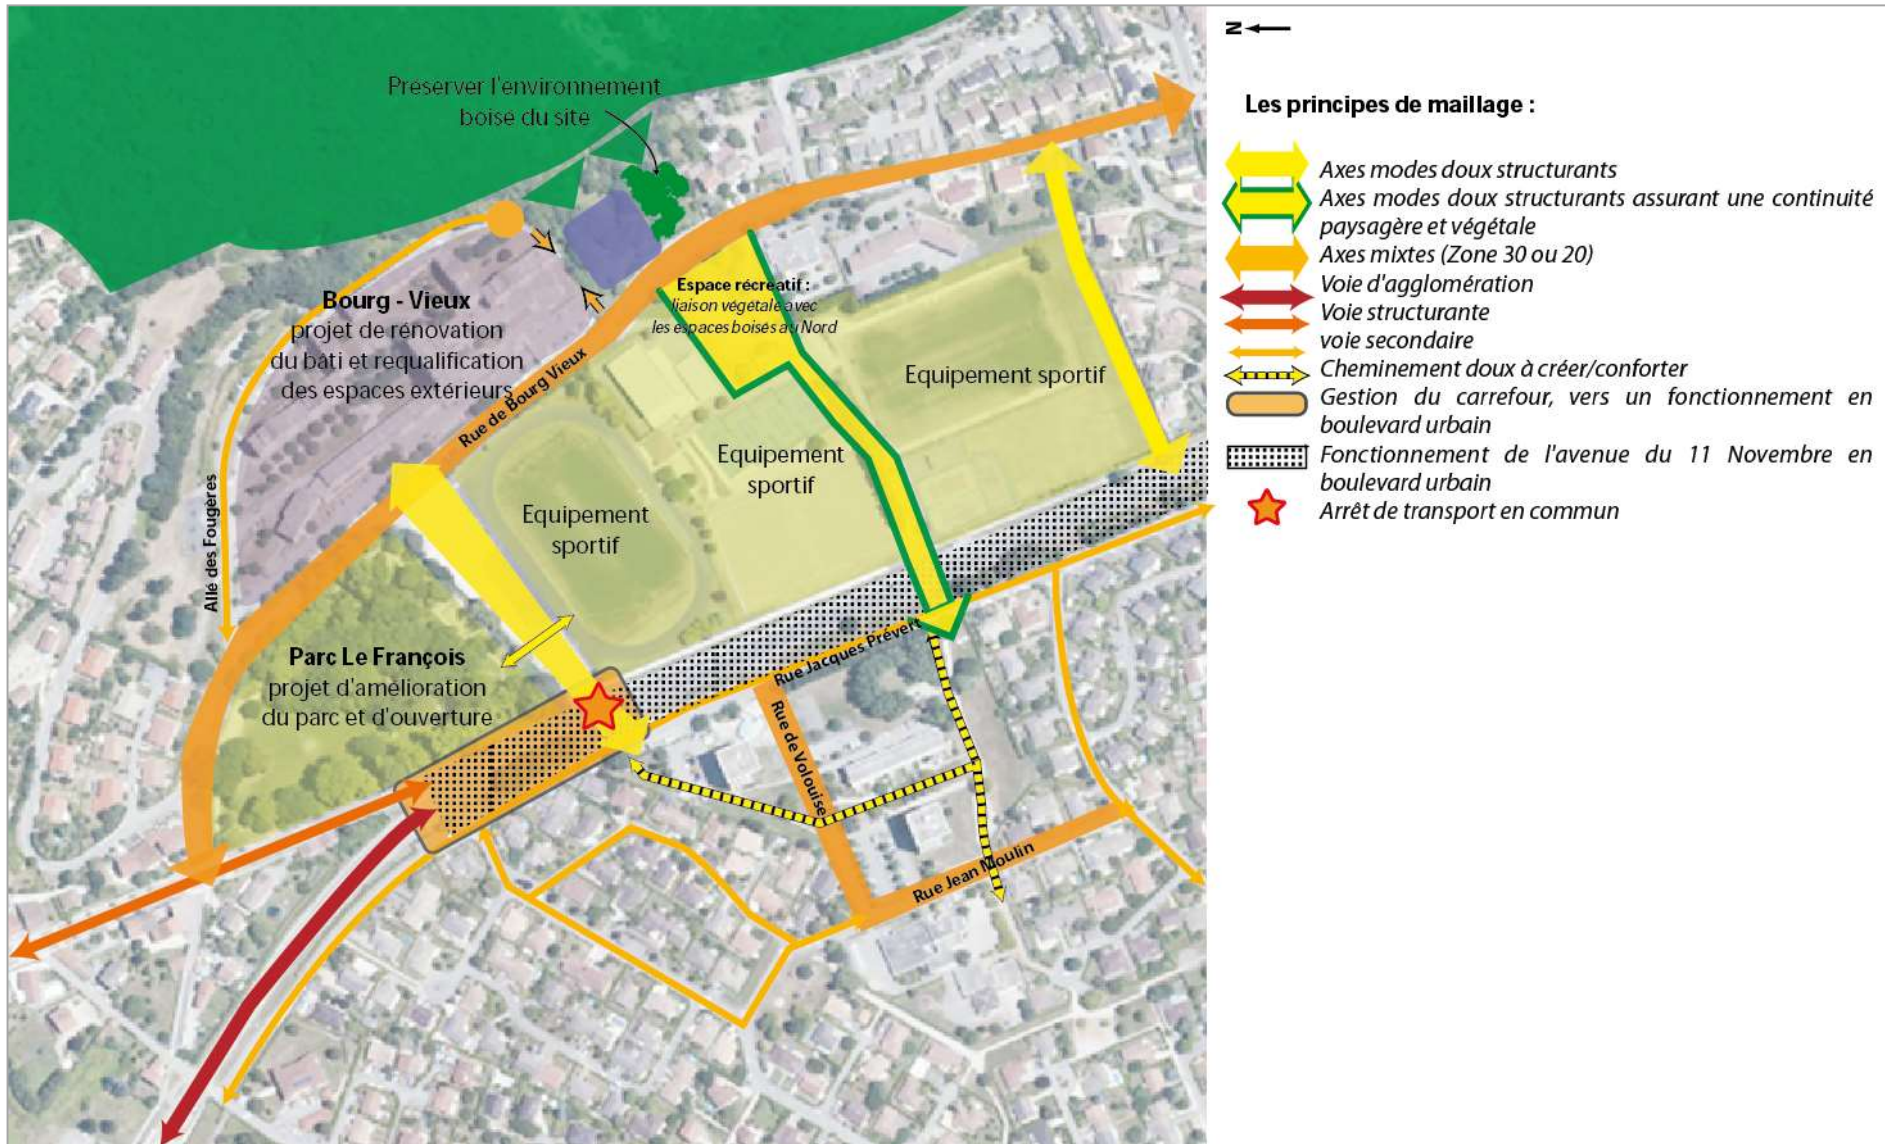 Préserver l'environnement
boisé du site
Bourg - Vieux
projet de rénovation
du bâti et requalification
des espaces extérieurs
Rue de Bourg Vieux
Espace récréatif :
liaison végétale avec
les espaces boisés au Nord
Equipement sportif
Equipement
sportif
Equipement
sportif
Allé des Fougères
Parc Le François
projet d'amélioration
du parc et d'ouverture
Rue Jacques Prévert
Rue de Volouise
Rue Jean Moulin
N
Les principes de maillage :
Axes modes doux structurants
Axes modes doux structurants assurant une continuité
paysagère et végétale
Axes mixtes (Zone 30 ou 20)
Voie d'agglomération
Voie structurante
voie secondaire
Cheminement doux à créer/conforter
Gestion du carrefour, vers un fonctionnement en
boulevard urbain
Fonctionnement de l'avenue du 11 Novembre en
boulevard urbain
Arrêt de transport en commun